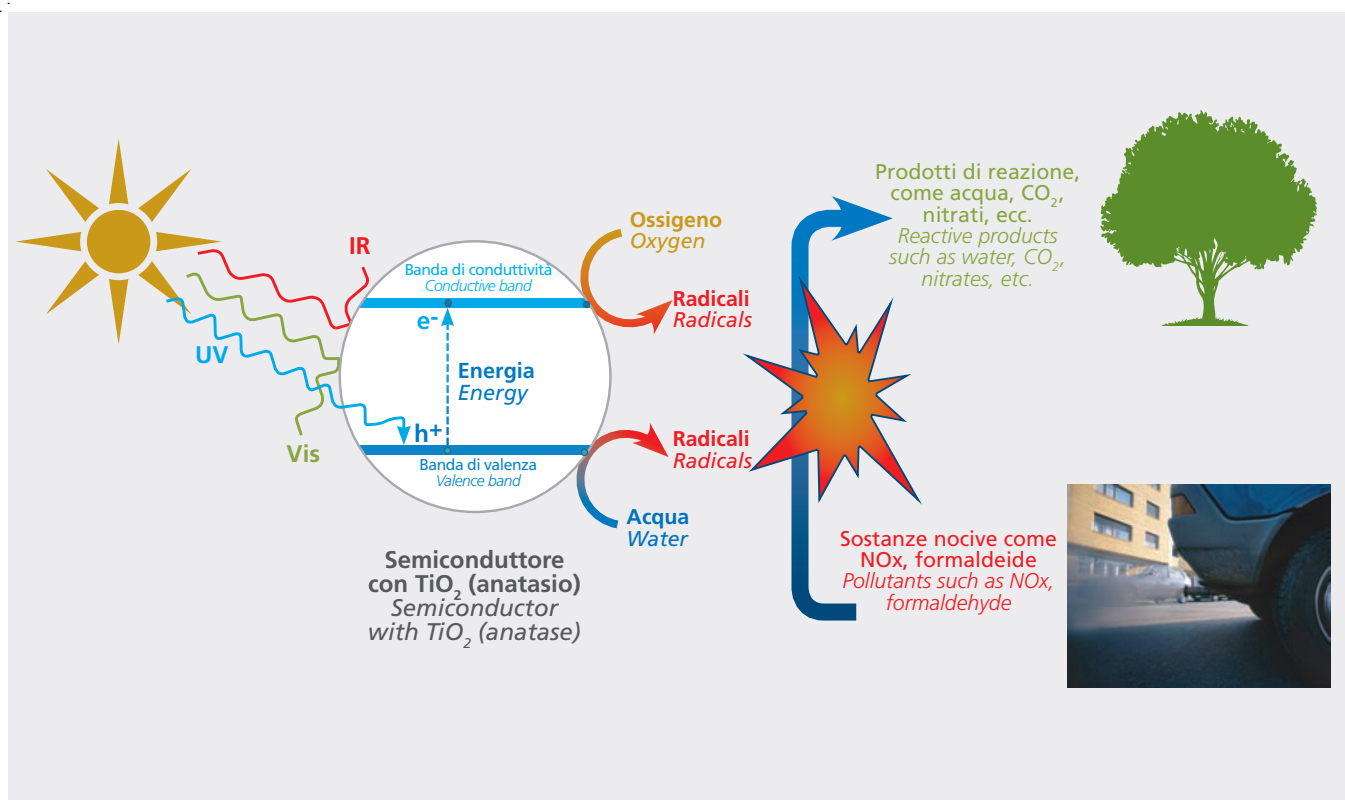 IR
UV
Vis
Banda di conduttività
Conductive band
e-
Energia
Energy
h+
Banda di valenza
Valence band
Semiconduttore
con TiO₂ (anatasio)
Semiconductor
with TiO₂ (anatase)
Ossigeno
Oxygen
Radicali
Radicals
Radicali
Radicals
Acqua
Water
Prodotti di reazione,
come acqua, CO₂,
nitrati, ecc.
Reactive products
such as water, CO₂,
nitrates, etc.
Sostanze nocive come
NOx, formaldeide
Pollutants such as NOx,
formaldehyde